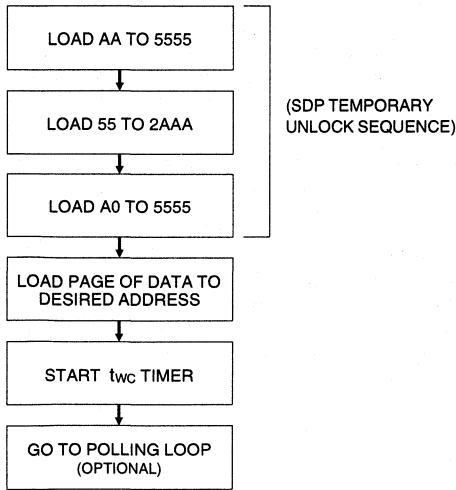 LOAD AA TO 5555
LOAD 55 TO 2AAA
LOAD A0 TO 5555
(SDP TEMPORARY
UNLOCK SEQUENCE)
LOAD PAGE OF DATA TO
DESIRED ADDRESS
START tWC TIMER
GO TO POLLING LOOP
(OPTIONAL)